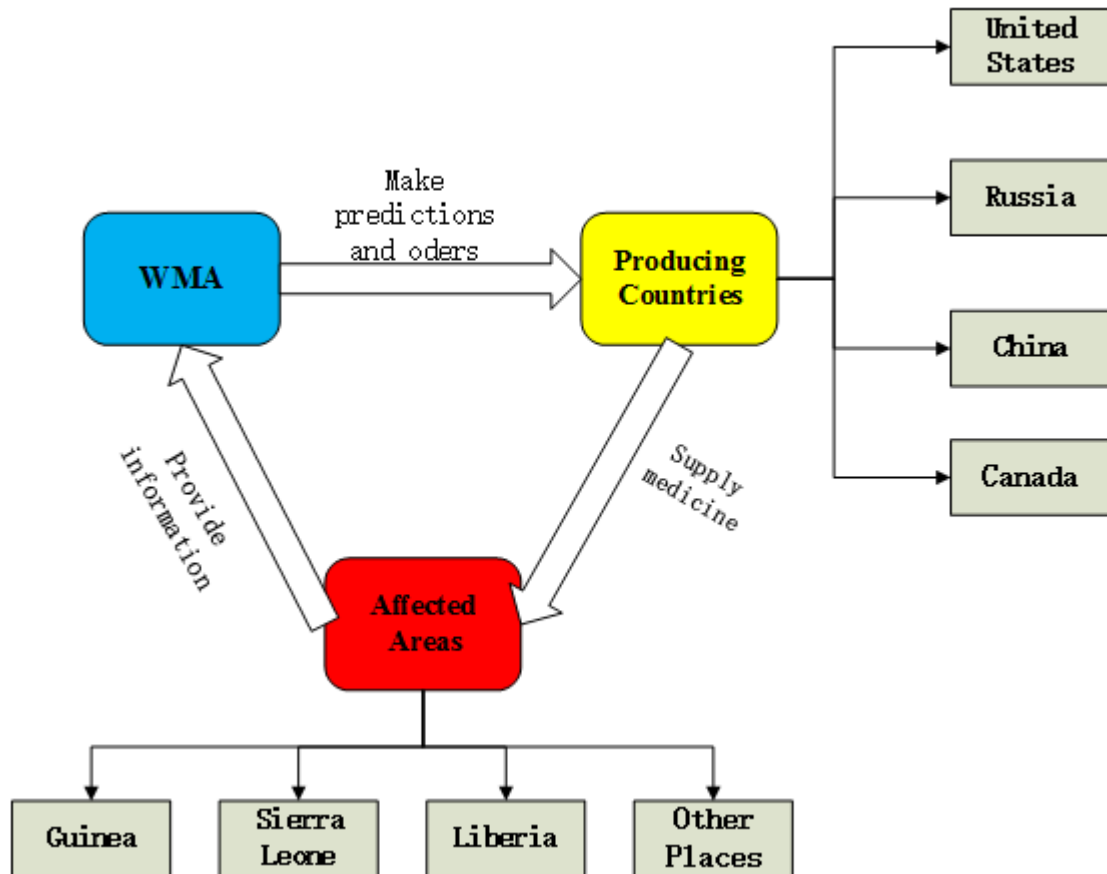 United
States
Make
predictions
and oders
Russia
WMA
Producing
Countries
China
Provide
information
Supply
medicine
Canada
Affected
Areas
Guinea
Sierra
Leone
Liberia
Other
Places